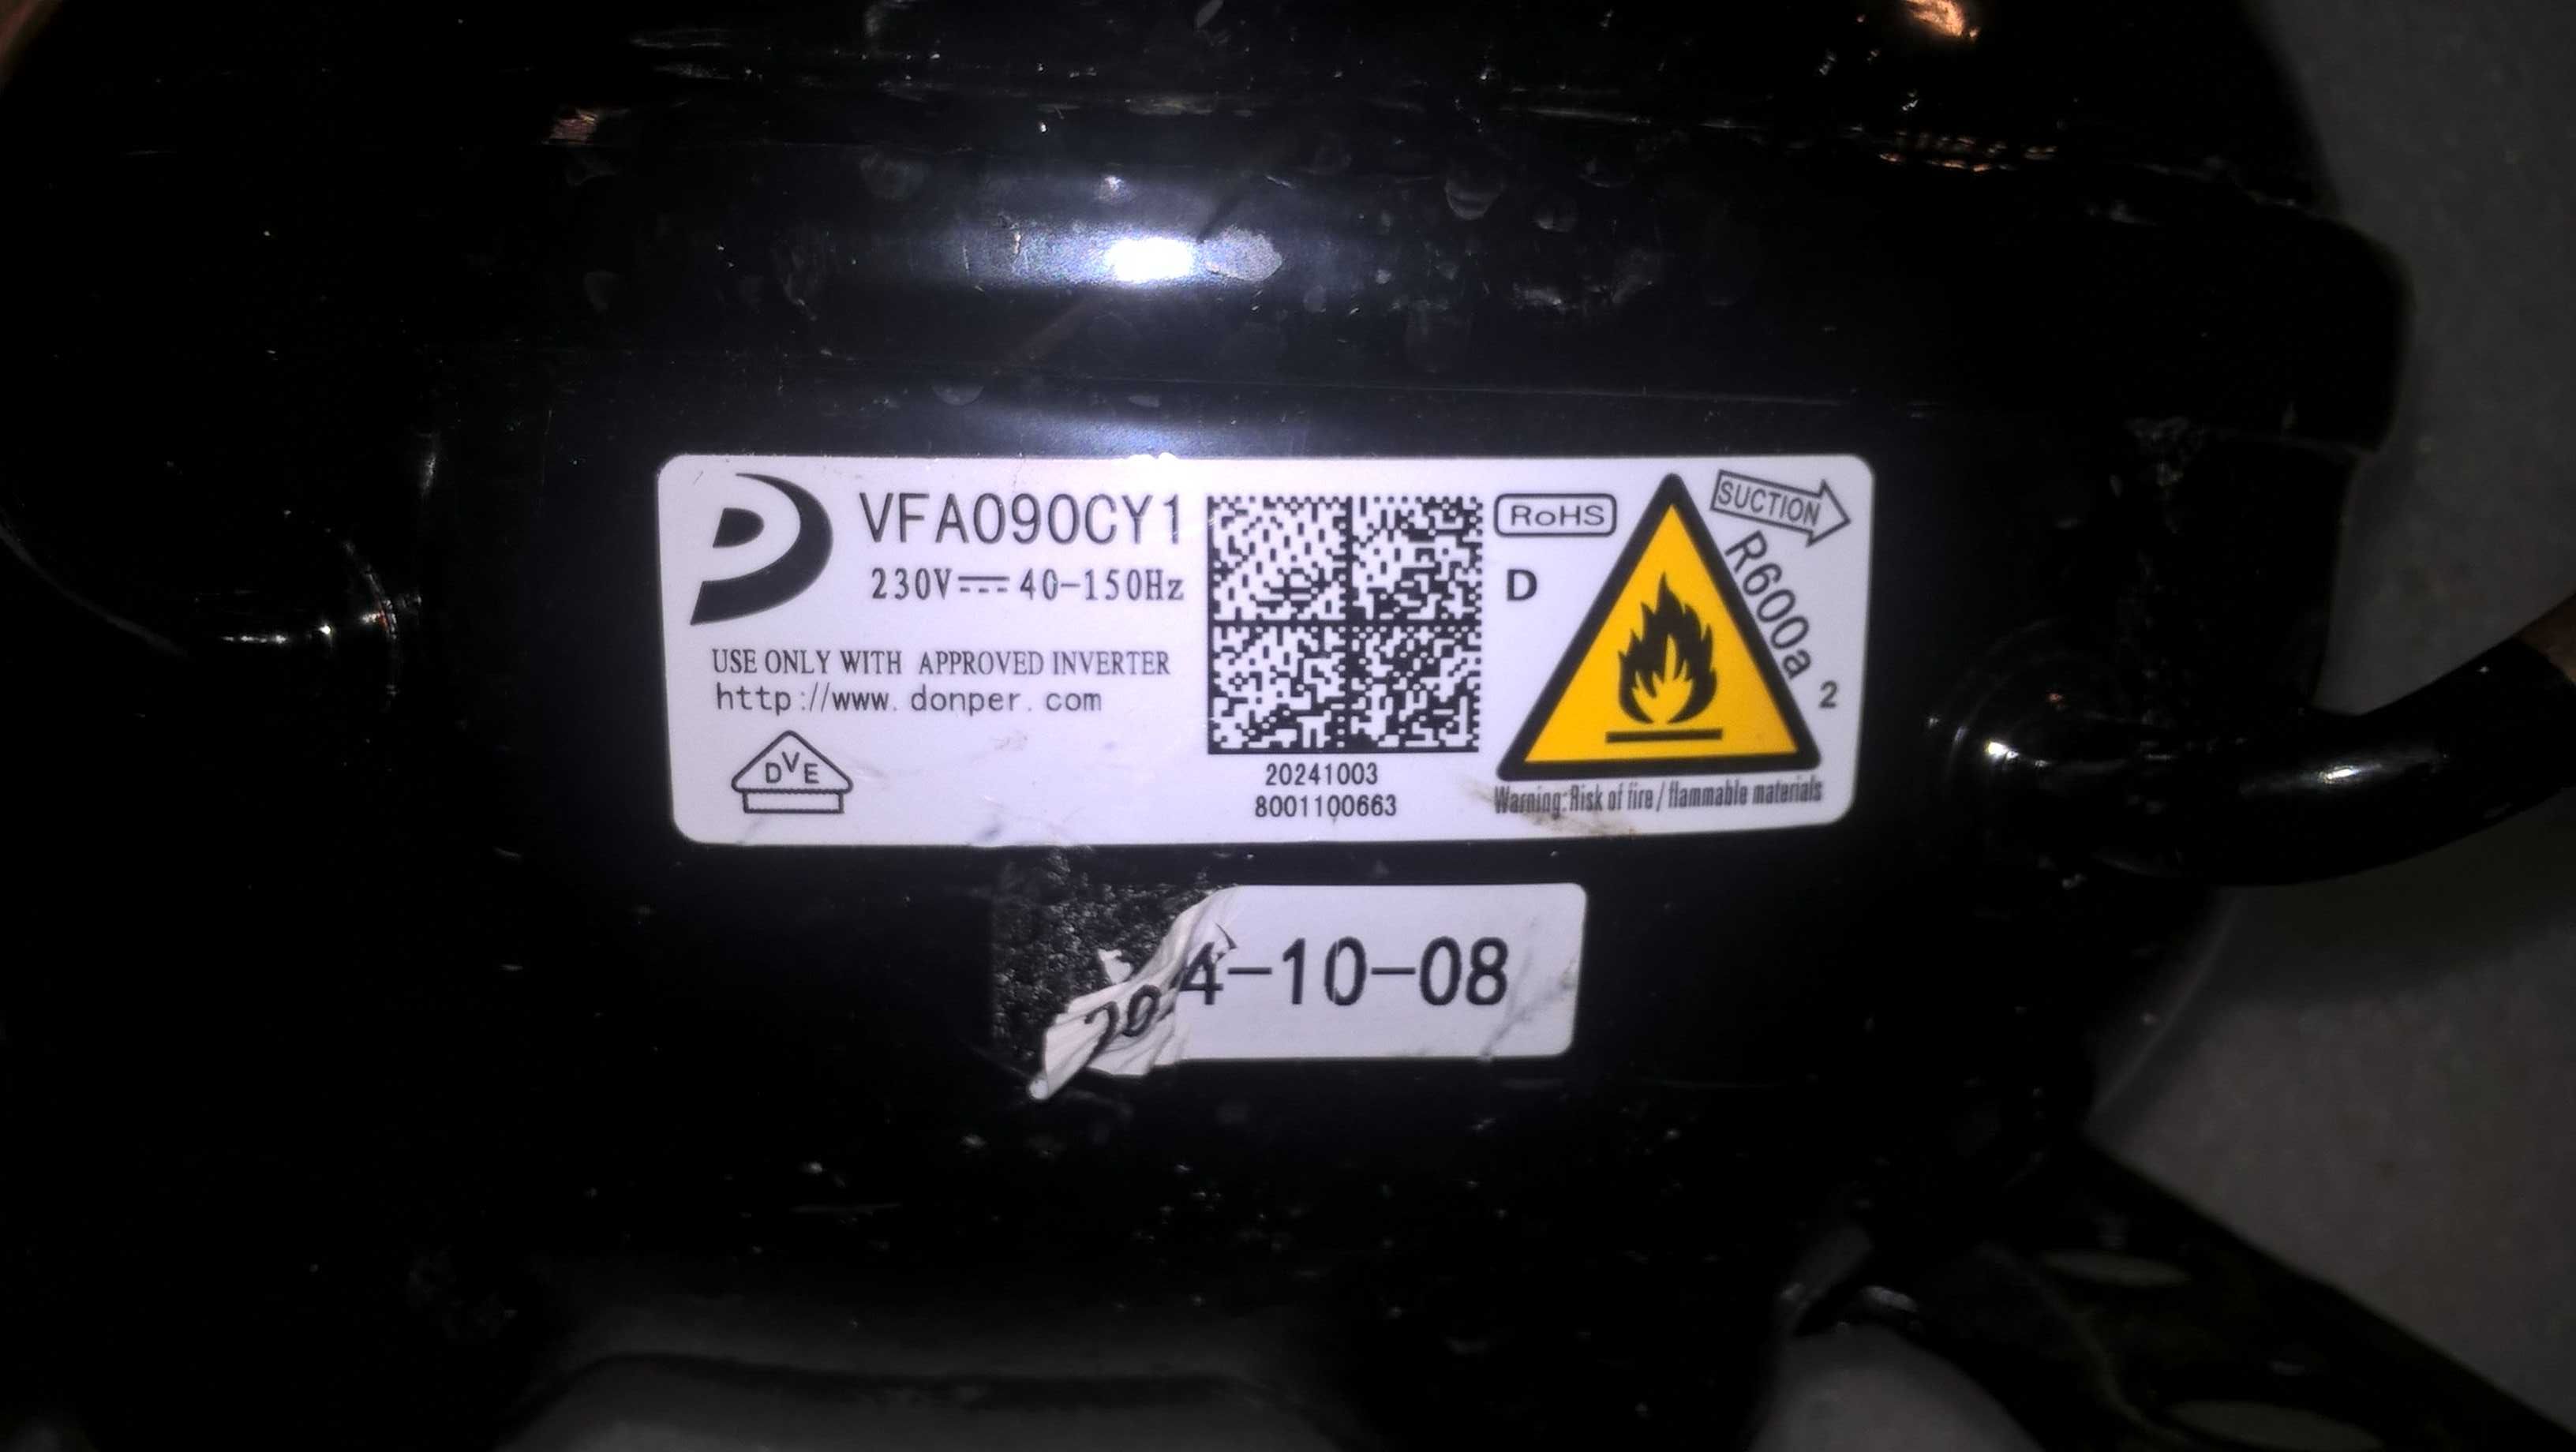 VFA090CY1
230V⎓40-150Hz
USE ONLY WITH APPROVED INVERTER
http://www.donper.com
DVE
20241003
8001100663
RoHS
D
SUCTION
R600a
2
Warning:Risk of fire/flammable materials
4-10-08